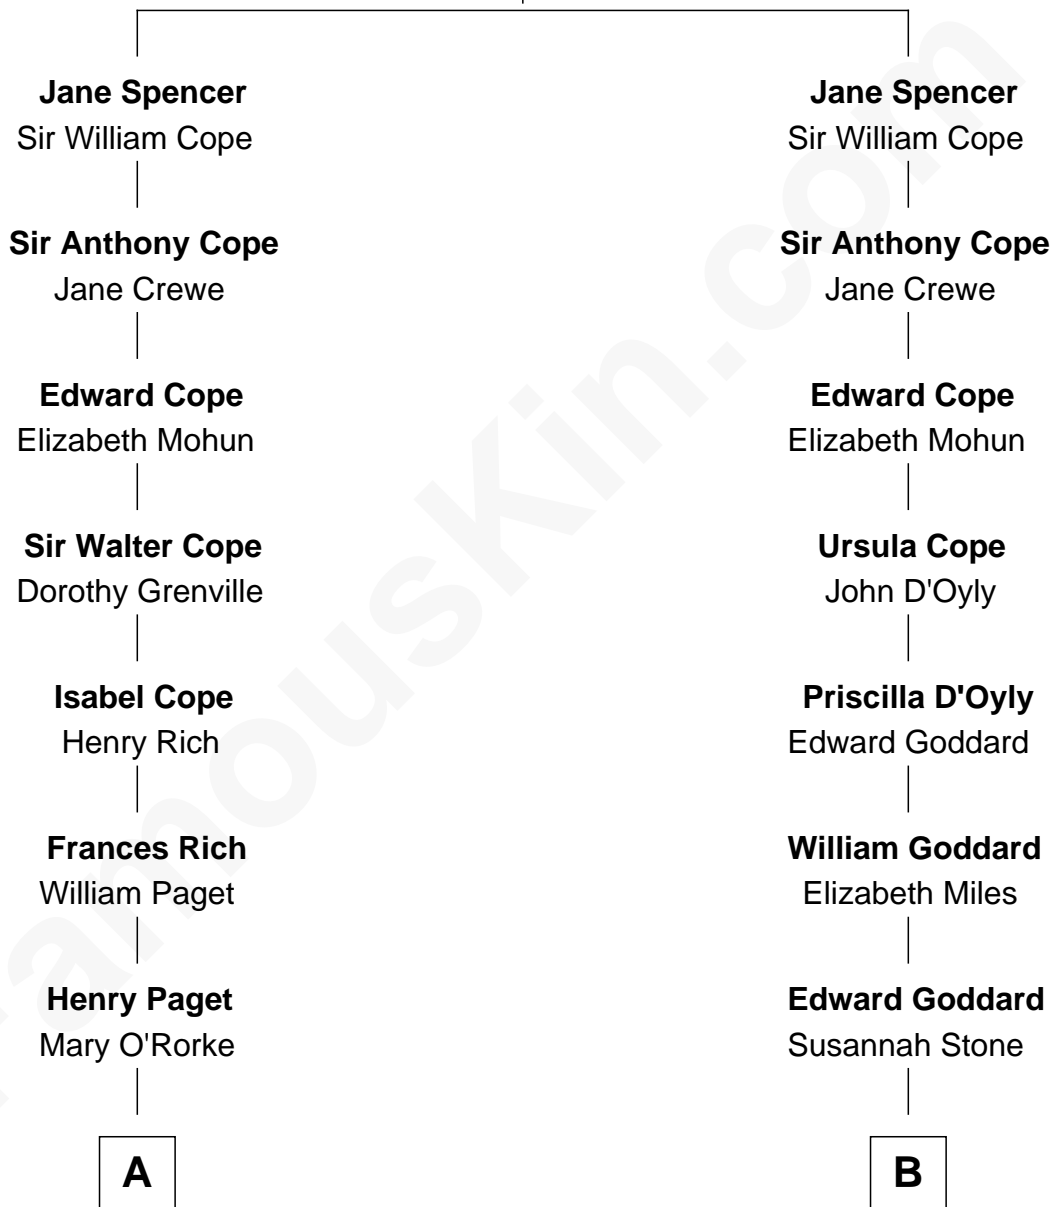 Jane Spencer
Sir William Cope
Sir Anthony Cope
Jane Crewe
Edward Cope
Elizabeth Mohun
Sir Walter Cope
Dorothy Grenville
Isabel Cope
Henry Rich
Frances Rich
William Paget
Henry Paget
Mary O'Rorke
A
Jane Spencer
Sir William Cope
Sir Anthony Cope
Jane Crewe
Edward Cope
Elizabeth Mohun
Ursula Cope
John D'Oyly
Priscilla D'Oyly
Edward Goddard
William Goddard
Elizabeth Miles
Edward Goddard
Susannah Stone
B
FamousKin.com